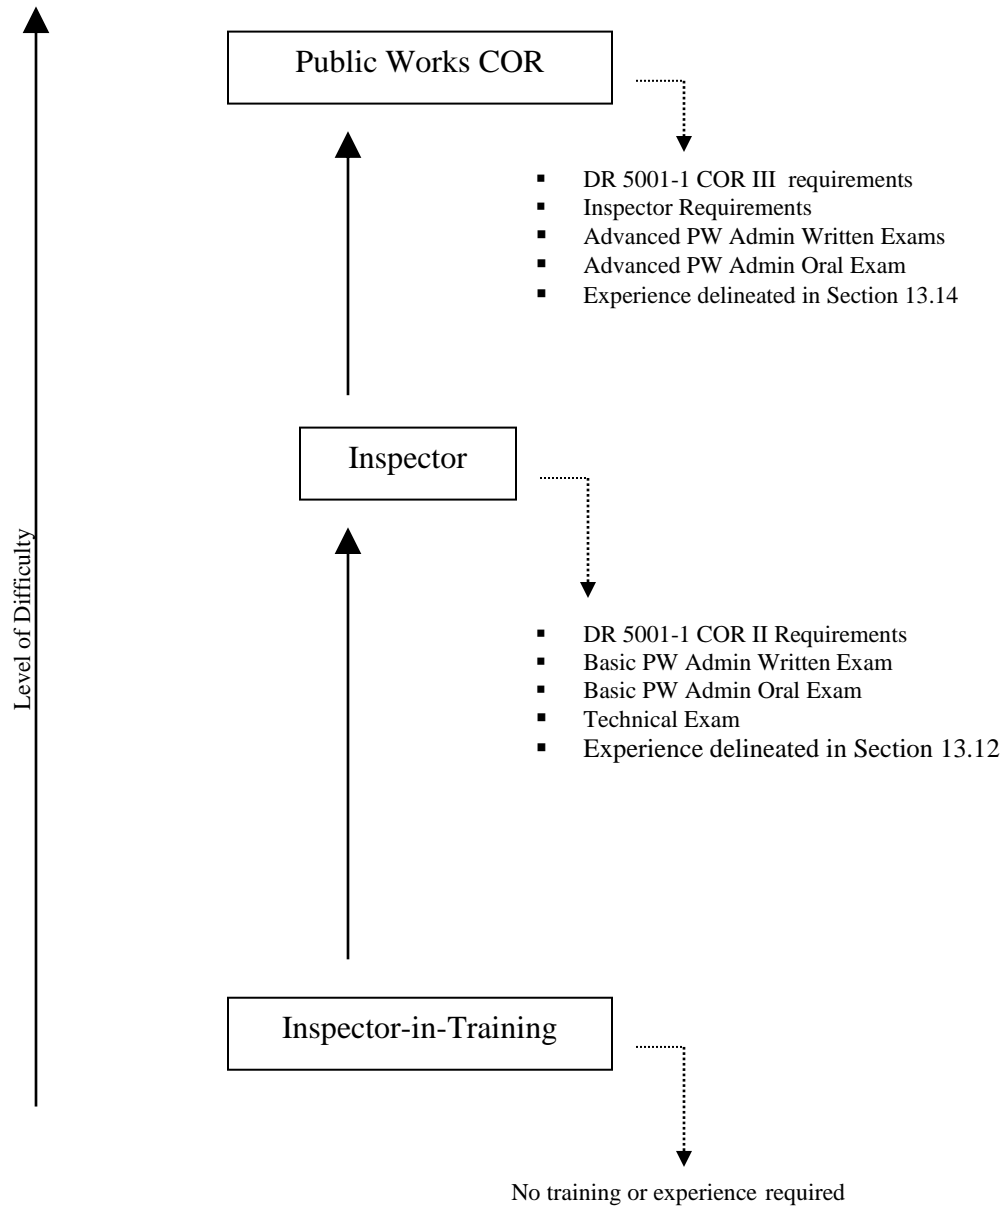 Public Works COR
▪ DR 5001-1 COR III requirements
▪ Inspector Requirements
▪ Advanced PW Admin Written Exams
▪ Advanced PW Admin Oral Exam
▪ Experience delineated in Section 13.14
Inspector
▪ DR 5001-1 COR II Requirements
▪ Basic PW Admin Written Exam
▪ Basic PW Admin Oral Exam
▪ Technical Exam
▪ Experience delineated in Section 13.12
Level of Difficulty
Inspector-in-Training
No training or experience required